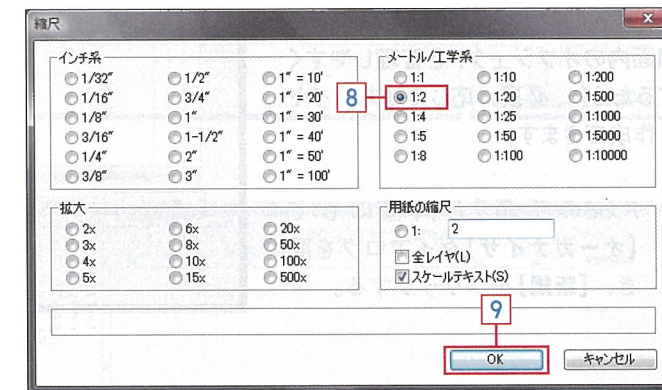 縮尺
インチ系
1/32" 1/2" 1" = 10'
1/16" 3/4" 1" = 20'
1/8" 1" 1" = 30'
3/16" 1-1/2" 1" = 40'
1/4" 2" 1" = 50'
3/8" 3" 1" = 100'
メートル/工学系
1:1 1:10 1:200
8 1:2 1:20 1:500
1:4 1:25 1:1000
1:5 1:50 1:5000
1:8 1:100 1:10000
拡大
2x 6x 20x
3x 8x 50x
4x 10x 100x
5x 15x 500x
用紙の縮尺
1: 2
全レイヤ(L)
スケールテキスト(S)
9
OK キャンセル